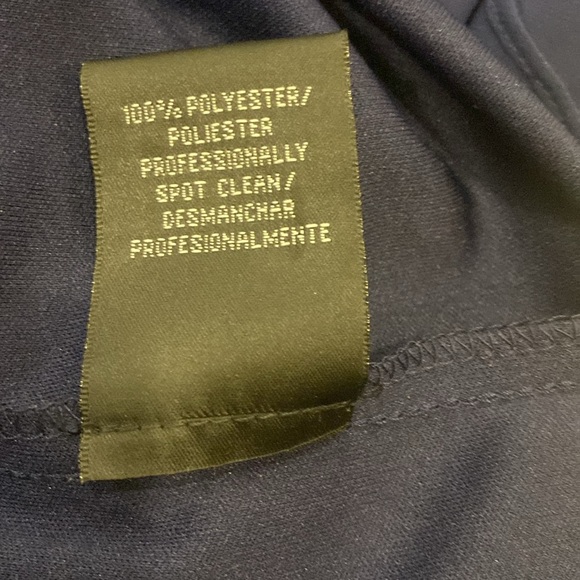 100% POLYESTER/
POLIESTER
PROFESSIONALLY
SPOT CLEAN/
DESMANCHAR
PROFESIONALMENTE